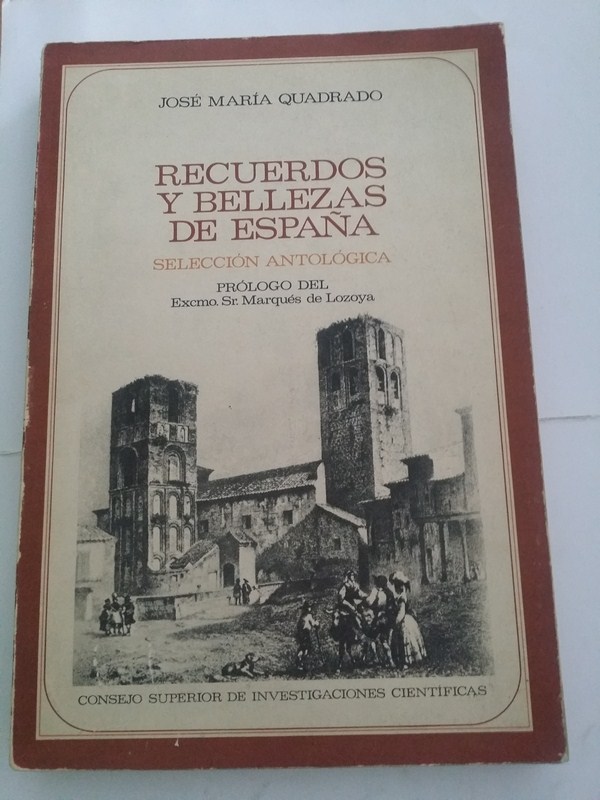 JOSÉ MARÍA QUADRADO
RECUERDOS
Y BELLEZAS
DE ESPAÑA
SELECCIÓN ANTOLÓGICA
PRÓLOGO DEL
Excmo. Sr. Marqués de Lozoya
CONSEJO SUPERIOR DE INVESTIGACIONES CIENTÍFICAS